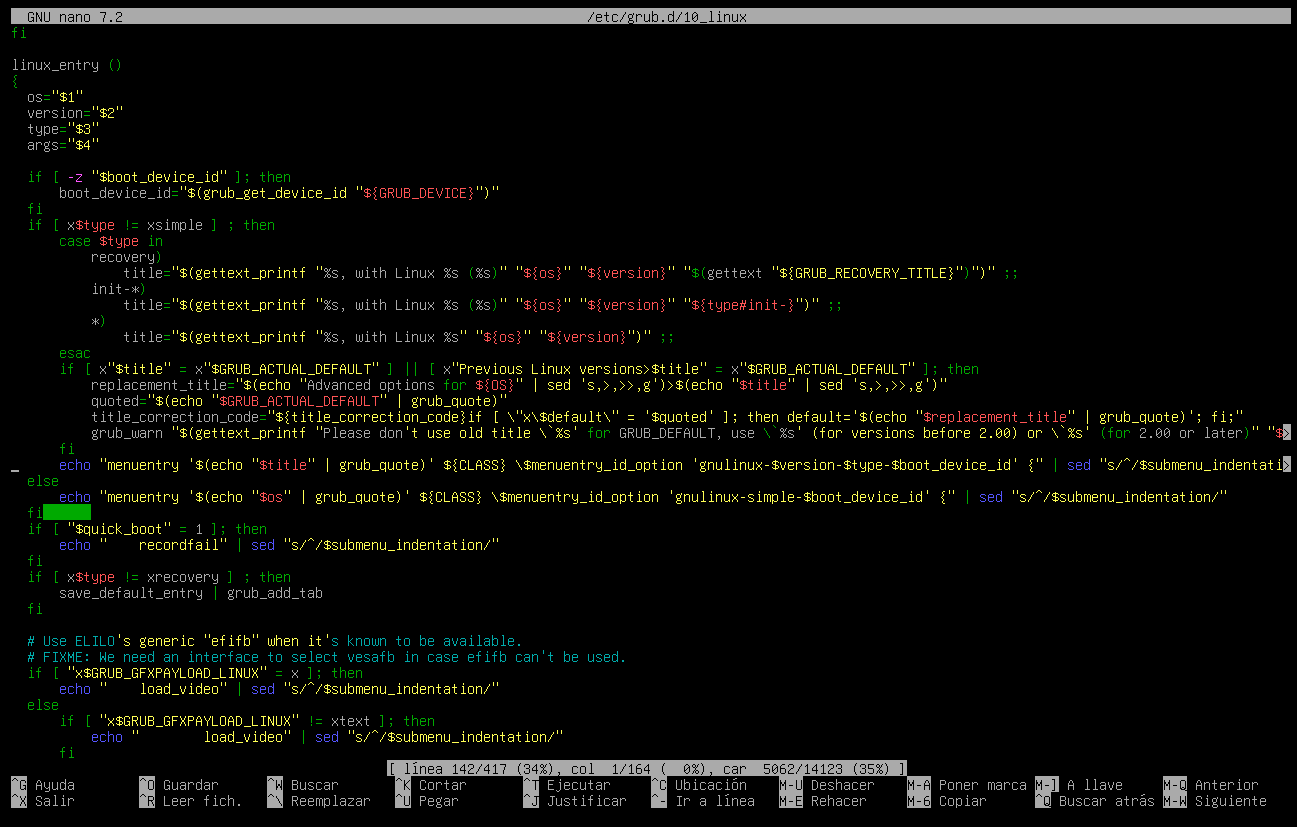 GNU nano 7.2 /etc/grub.d/10_linux
fi

linux_entry ()
{
  os="$1"
  version="$2"
  type="$3"
  args="$4"

  if [ -z "$boot_device_id" ]; then
      boot_device_id="$(grub_get_device_id "${GRUB_DEVICE}")"
  fi
  if [ x$type != xsimple ] ; then
      case $type in
          recovery)
              title="$(gettext_printf "%s, with Linux %s (%s)" "${os}" "${version}" "$(gettext "${GRUB_RECOVERY_TITLE}")")" ;;
          init-*)
              title="$(gettext_printf "%s, with Linux %s (%s)" "${os}" "${version}" "${type#init-}")" ;;
          *)
              title="$(gettext_printf "%s, with Linux %s" "${os}" "${version}")" ;;
      esac
      if [ x"$title" = x"$GRUB_ACTUAL_DEFAULT" ] || [ x"Previous Linux versions>$title" = x"$GRUB_ACTUAL_DEFAULT" ]; then
          replacement_title="$(echo "Advanced options for ${OS}" | sed 's,>,>>,g')>$(echo "$title" | sed 's,>,>>,g')"
          quoted="$(echo "$GRUB_ACTUAL_DEFAULT" | grub_quote)"
          title_correction_code="${title_correction_code}if [ \"x\$default\" = '$quoted' ]; then default='$(echo "$replacement_title" | grub_quote)'; fi;"
          grub_warn "$(gettext_printf "Please don't use old title \`%s' for GRUB_DEFAULT, use \`%s' (for versions before 2.00) or \`%s' (for 2.00 or later)" "$>
      fi
      echo "menuentry '$(echo "$title" | grub_quote)' ${CLASS} \$menuentry_id_option 'gnulinux-$version-$type-$boot_device_id' {" | sed "s/^/$submenu_indentati>
  else
      echo "menuentry '$(echo "$os" | grub_quote)' ${CLASS} \$menuentry_id_option 'gnulinux-simple-$boot_device_id' {" | sed "s/^/$submenu_indentation/"
  fi
  if [ "$quick_boot" = 1 ]; then
      echo "    recordfail" | sed "s/^/$submenu_indentation/"
  fi
  if [ x$type != xrecovery ] ; then
      save_default_entry | grub_add_tab
  fi

  # Use ELILO's generic "efifb" when it's known to be available.
  # FIXME: We need an interface to select vesafb in case efifb can't be used.
  if [ "x$GRUB_GFXPAYLOAD_LINUX" = x ]; then
      echo "    load_video" | sed "s/^/$submenu_indentation/"
  else
      if [ "x$GRUB_GFXPAYLOAD_LINUX" != xtext ]; then
          echo "        load_video" | sed "s/^/$submenu_indentation/"
      fi
[ línea 142/417 (34%), col  1/164 (  0%), car  5062/14123 (35%) ]
^G Ayuda ^O Guardar ^W Buscar ^K Cortar ^T Ejecutar ^C Ubicación M-U Deshacer M-A Poner marca M-] A llave M-Q Anterior
^X Salir ^R Leer fich. ^\ Reemplazar ^U Pegar ^J Justificar ^- Ir a línea M-E Rehacer M-6 Copiar ^Q Buscar atrás M-W Siguiente